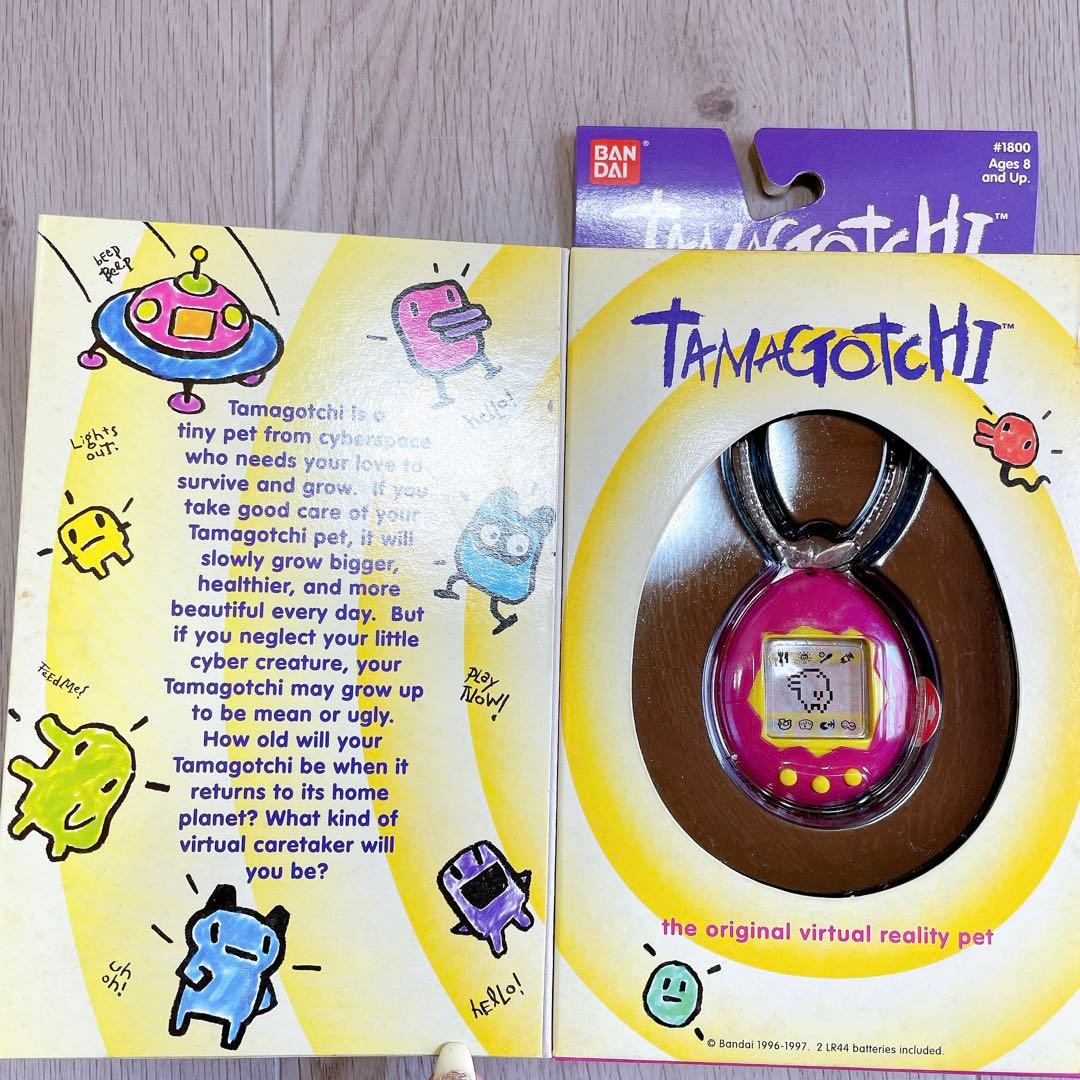 BAN
DAI®
#1800
Ages 8
and Up.
TAMAGOTCHI™
beep
Beep
hello!
Lights
out!
Tamagotchi is a
tiny pet from cyberspace
who needs your love to
survive and grow. If you
take good care of your
Tamagotchi pet, it will
slowly grow bigger,
healthier, and more
beautiful every day. But
if you neglect your little
cyber creature, your
Tamagotchi may grow up
to be mean or ugly.
How old will your
Tamagotchi be when it
returns to its home
planet? What kind of
virtual caretaker will
you be?
Feed Me!
Play
Now!
uh
oh!
hello!
TAMAGOTCHI™
the original virtual reality pet
© Bandai 1996-1997. 2 LR44 batteries included.